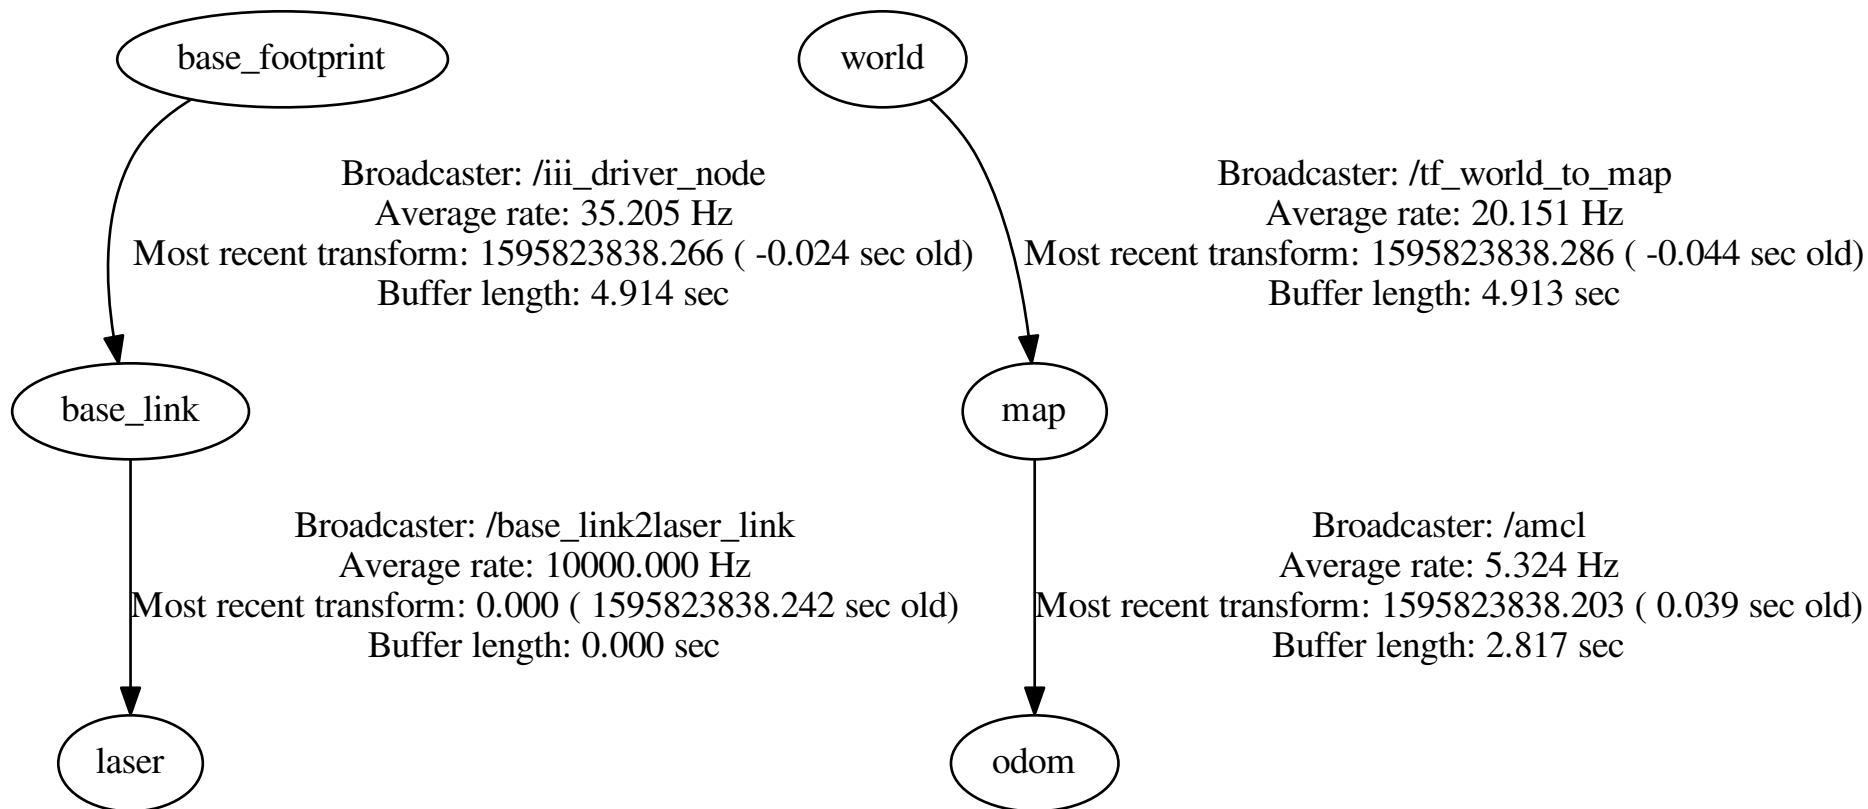 base_footprint
world
Broadcaster: /iii_driver_node
Average rate: 35.205 Hz
Most recent transform: 1595823838.266 ( -0.024 sec old)
Buffer length: 4.914 sec
Broadcaster: /tf_world_to_map
Average rate: 20.151 Hz
Most recent transform: 1595823838.286 ( -0.044 sec old)
Buffer length: 4.913 sec
base_link
map
Broadcaster: /base_link2laser_link
Average rate: 10000.000 Hz
Most recent transform: 0.000 ( 1595823838.242 sec old)
Buffer length: 0.000 sec
Broadcaster: /amcl
Average rate: 5.324 Hz
Most recent transform: 1595823838.203 ( 0.039 sec old)
Buffer length: 2.817 sec
laser
odom